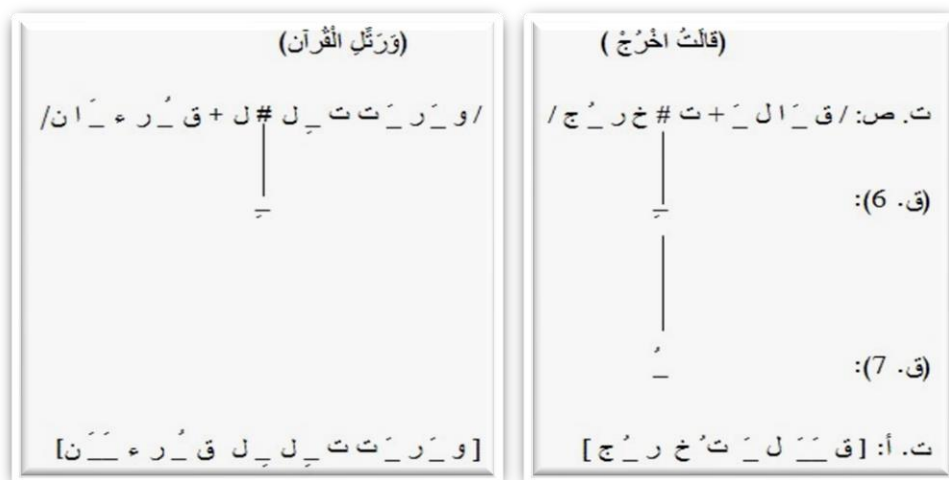 (قَالَتُ اخْرُجْ )
ت. ص: / ق _َ ا ل _َ + ت # خ ر _ُ ج /
(ق. 6):
_ِ
(ق. 7):
_ُ
ت. أ: [ ق _َ _َ ل _َ ت ُ خ ر _ُ ج ]
(وَرَتِّلِ الْقُرآن)
/ و _َ ر _َ ت ت _ِ ل # ل + ق _ُ ر ء _َ ا ن/
_ِ
[ و _َ ر _َ ت ت _ِ ل _ِ ل ق _ُ ر ء _َ _َ ن]